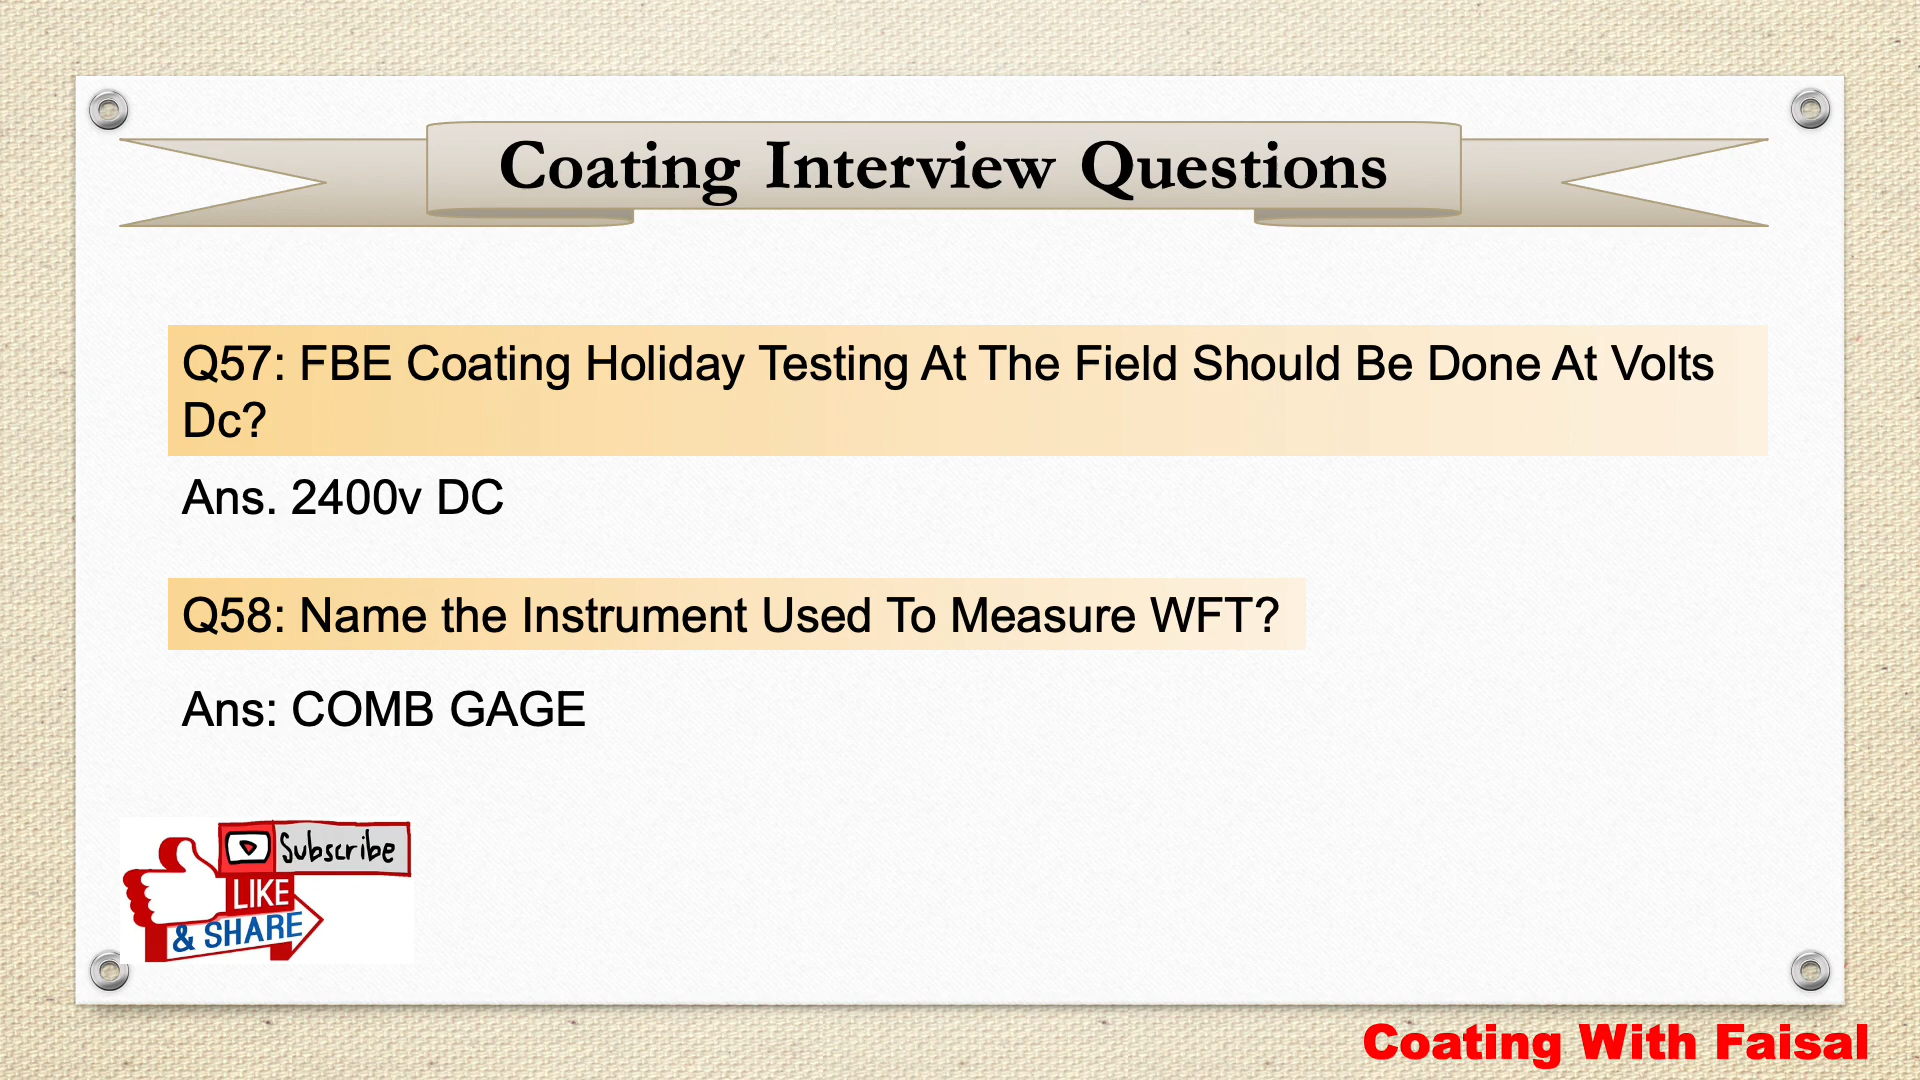 Coating Interview Questions
Q57: FBE Coating Holiday Testing At The Field Should Be Done At Volts
Dc?
Ans. 2400v DC
Q58: Name the Instrument Used To Measure WFT?
Ans: COMB GAGE
Subscribe
LIKE
& SHARE
Coating With Faisal